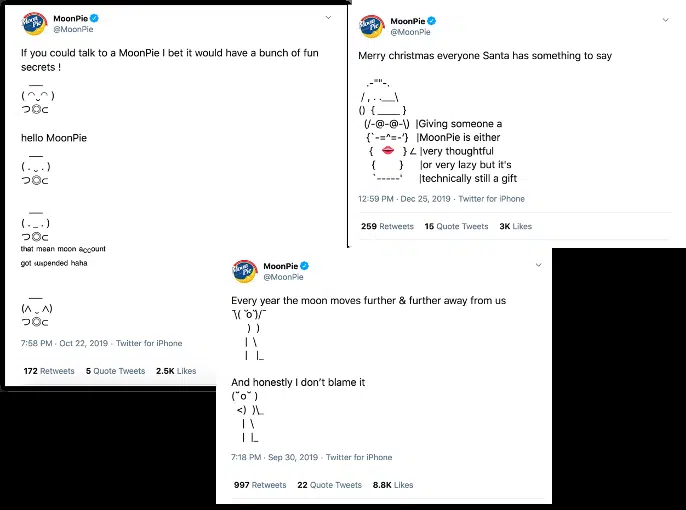 MoonPie
@MoonPie
If you could talk to a MoonPie I bet it would have a bunch of fun
secrets !
__
( ◠‿◠ )
つ◎⊂
hello MoonPie
__
( . ‿ . )
つ◎⊂
__
( . _ . )
つ◎⊂
that mean moon account
got suspended haha
__
(ʌ ‿ ʌ)
つ◎⊂
7:58 PM · Oct 22, 2019 · Twitter for iPhone
172 Retweets 5 Quote Tweets 2.5K Likes
MoonPie
@MoonPie
Merry christmas everyone Santa has something to say
.-""-.
/ , . .__\
() { ____ }
(/-@-@-\) |Giving someone a
{`-=^=-'} |MoonPie is either
{ 👄 } ∠ |very thoughtful
{ } |or very lazy but it's
`-----' |technically still a gift
12:59 PM · Dec 25, 2019 · Twitter for iPhone
259 Retweets 15 Quote Tweets 3K Likes
MoonPie
@MoonPie
Every year the moon moves further & further away from us
¯\( ˘o˘)/¯
) )
| \
| |_
And honestly I don't blame it
(˘o˘ )
<) )\_
| \
| |_
7:18 PM · Sep 30, 2019 · Twitter for iPhone
997 Retweets 22 Quote Tweets 8.8K Likes